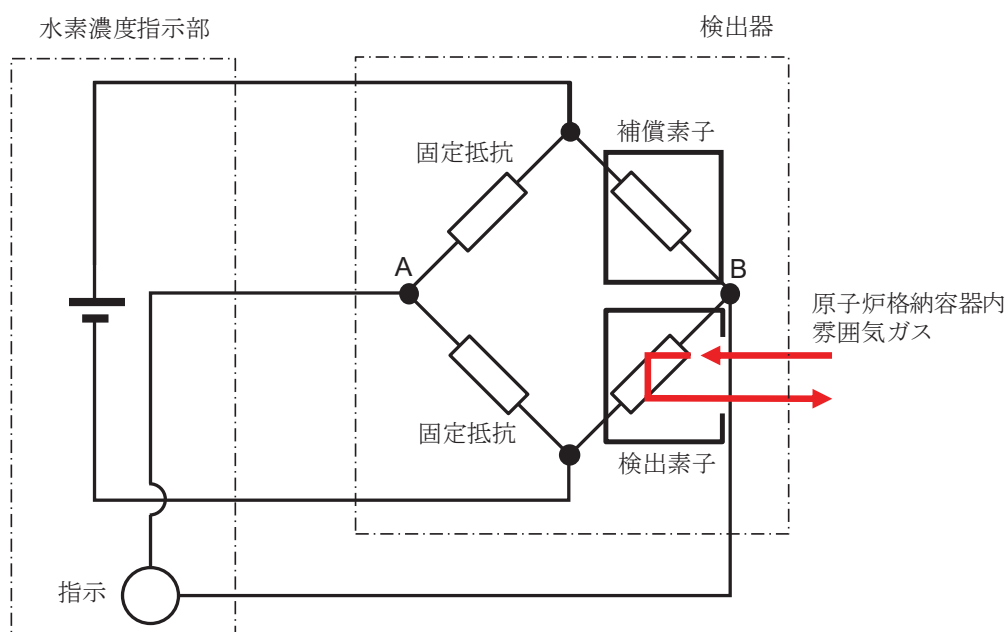 水素濃度指示部
検出器
補償素子
固定抵抗
A
B
原子炉格納容器内
雰囲気ガス
固定抵抗
検出素子
指示